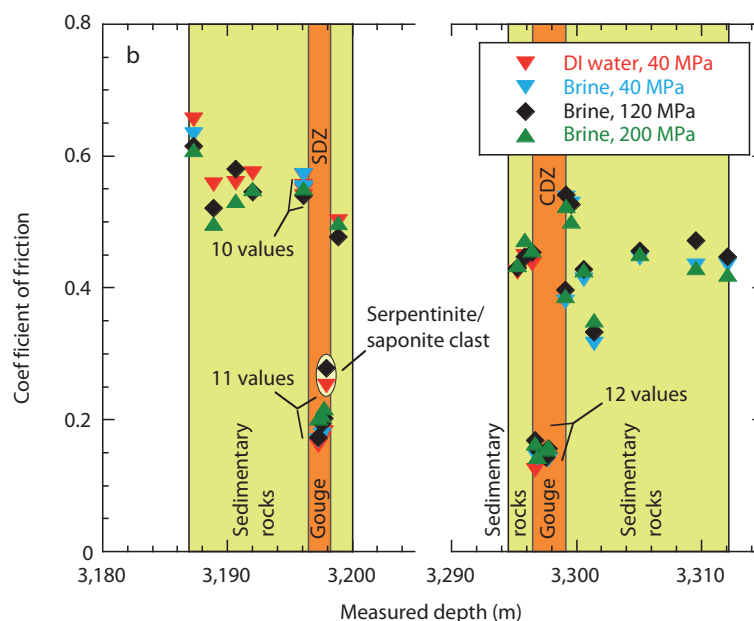 0.8
0.6
0.4
0.2
0
Coef ficient of friction
b
SDZ
10 values
Serpentinite/
saponite clast
11 values
Sedimentary
rocks
Gouge
3,180
3,190
3,200
DI water, 40 MPa
Brine, 40 MPa
Brine, 120 MPa
Brine, 200 MPa
CDZ
12 values
Sedimentary
rocks
Gouge
Sedimentary
rocks
3,290
3,300
3,310
Measured depth (m)